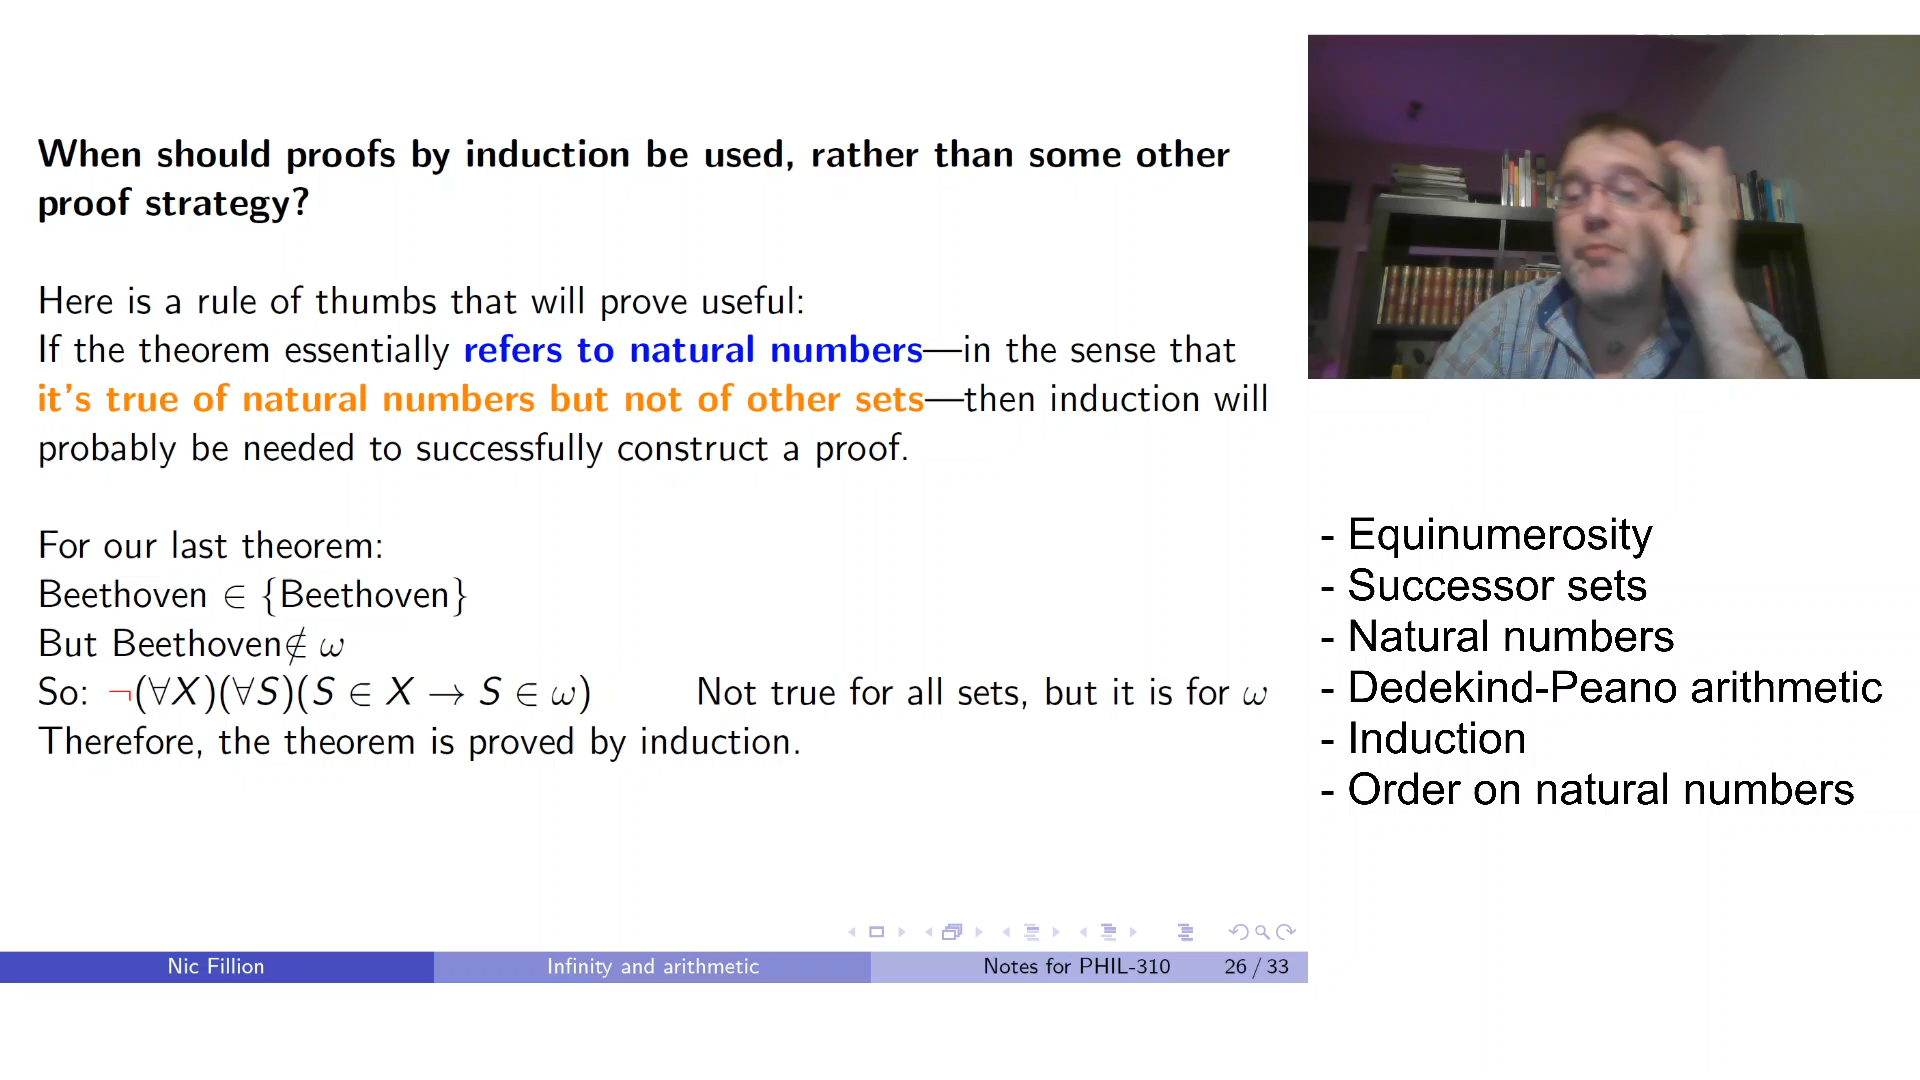 When should proofs by induction be used, rather than some other
proof strategy?
Here is a rule of thumbs that will prove useful:
If the theorem essentially refers to natural numbers—in the sense that
it's true of natural numbers but not of other sets—then induction will
probably be needed to successfully construct a proof.
For our last theorem:
Beethoven ∈ {Beethoven}
But Beethoven∉ ω
So: ¬(∀X)(∀S)(S ∈ X → S ∈ ω) Not true for all sets, but it is for ω
Therefore, the theorem is proved by induction.
- Equinumerosity
- Successor sets
- Natural numbers
- Dedekind-Peano arithmetic
- Induction
- Order on natural numbers
Nic Fillion Infinity and arithmetic Notes for PHIL-310 26 / 33